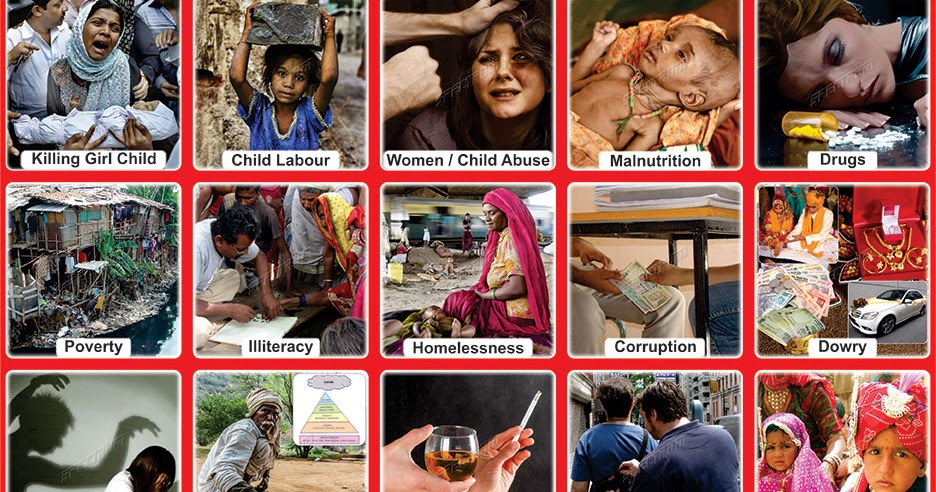 Killing Girl Child
Child Labour
Women / Child Abuse
Malnutrition
Drugs
Poverty
Illiteracy
Homelessness
Corruption
Dowry